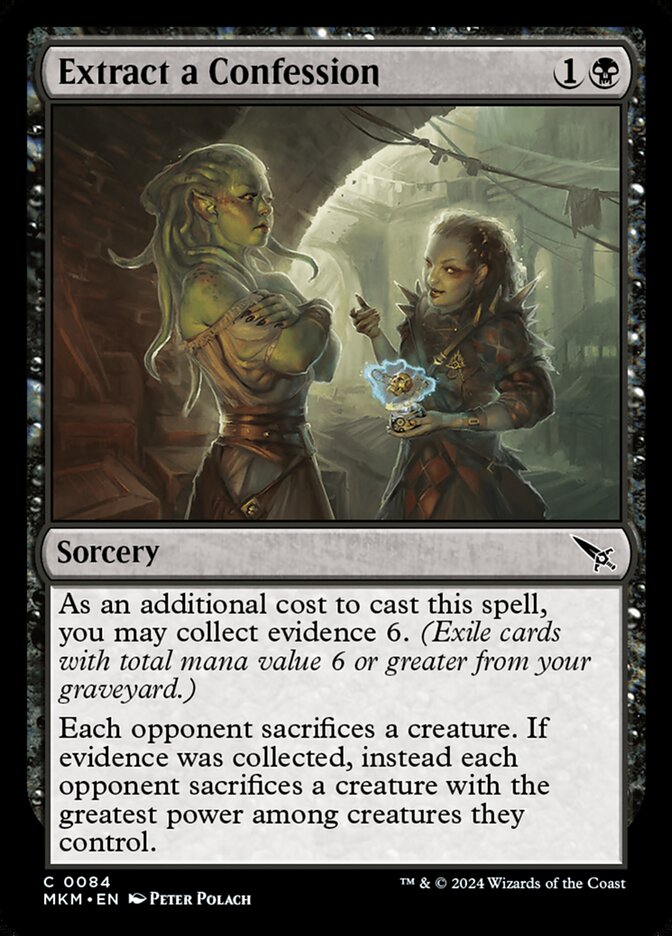 Extract a Confession 1
Sorcery
As an additional cost to cast this spell,
you may collect evidence 6. (Exile cards
with total mana value 6 or greater from your
graveyard.)
Each opponent sacrifices a creature. If
evidence was collected, instead each
opponent sacrifices a creature with the
greatest power among creatures they
control.
C 0084
MKM • EN Peter Polach
™ & © 2024 Wizards of the Coast